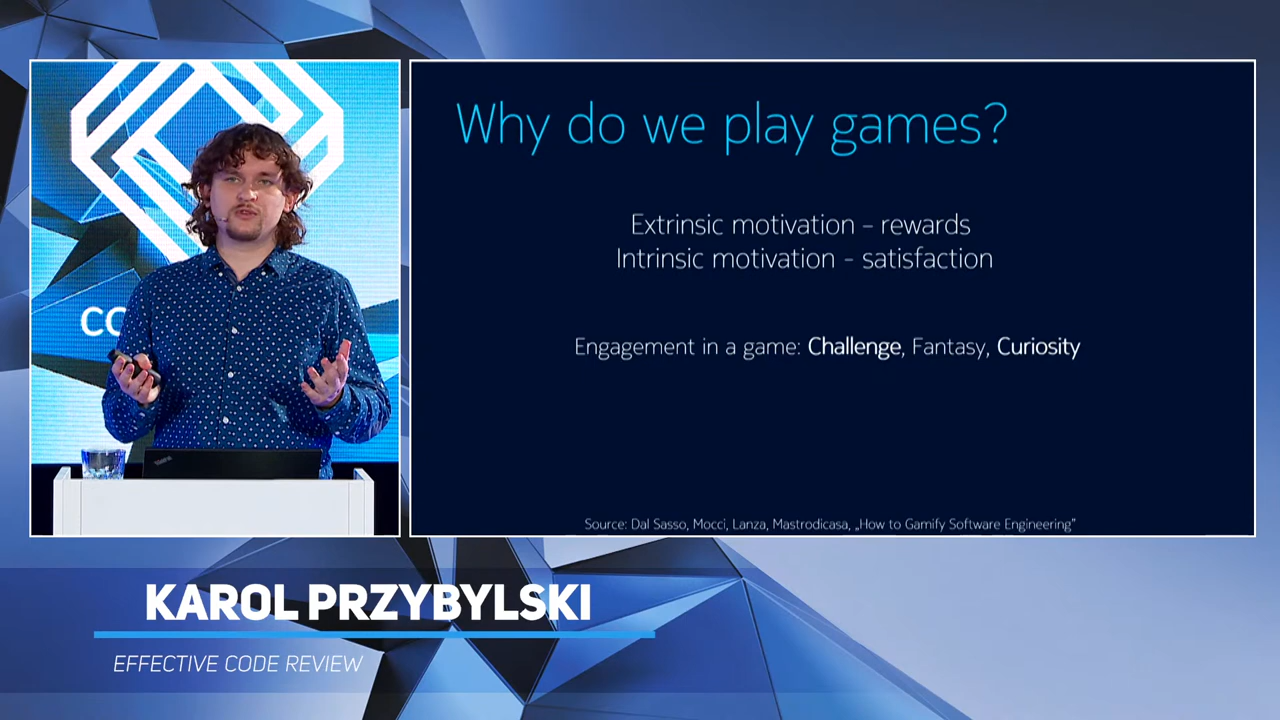 CO
Why do we play games?
Extrinsic motivation – rewards
Intrinsic motivation - satisfaction
Engagement in a game: Challenge, Fantasy, Curiosity
Source: Dal Sasso, Mocci, Lanza, Mastrodicasa, „How to Gamify Software Engineering”
KAROL PRZYBYLSKI
EFFECTIVE CODE REVIEW